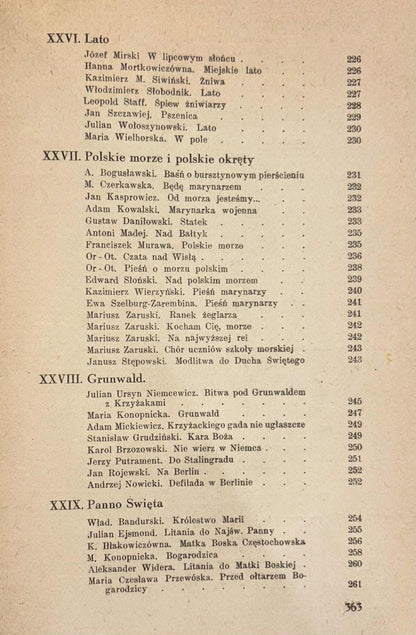 XXVI. Lato
Józef Mirski W lipcowym słońcu . . . . 226
Hanna Mortkowiczówna. Miejskie lato . . . 226
Kazimierz M. Siwiński. Żniwa . . . . 227
Włodzimierz Słobodnik. Lato . . . . 227
Leopold Staff. Śpiew żniwiarzy . . . . 228
Jan Szczawiej. Pszenica . . . . 229
Julian Wołoszynowski. Lato . . . . 230
Maria Wielhorska. W pole . . . . 230
XXVII. Polskie morze i polskie okręty
A. Bogusławski. Baśń o bursztynowym pierścieniu 231
M. Czerkawska. Będę marynarzem . . . 232
Jan Kasprowicz. Od morza jesteśmy... . . . 232
Adam Kowalski. Marynarka wojenna . . . 233
Gustaw Daniłowski. Statek . . . . 233
Antoni Madej. Nad Bałtyk . . . . 235
Franciszek Murawa. Polskie morze . . . 235
Or-Ot. Czata nad Wisłą . . . . . 236
Or-Ot. Pieśń o morzu polskim . . . . 238
Edward Słoński. Nad polskim morzem . . . 239
Kazimierz Wierzyński. Pieśń marynarzy . . 240
Ewa Szelburg-Zarembina. Pieśń marynarzy . . 241
Mariusz Zaruski. Ranek żeglarza . . . 241
Mariusz Zaruski. Kocham Cię, morze . . . 242
Mariusz Zaruski. Na najwyższej rei . . . 242
Mariusz Zaruski. Chór uczniów szkoły morskiej . 243
Janusz Stępowski. Modlitwa do Ducha Świętego 243
XXVIII. Grunwald.
Julian Ursyn Niemcewicz. Bitwa pod Grunwaldem
z Krzyżakami . . . . . 245
Maria Konopnicka. Grunwald . . . . 247
Adam Mickiewicz. Krzyżackiego gada nie ugłaszcze 249
Stanisław Grudziński. Kara Boża . . . . 249
Karol Brzozowski. Nie wierz w Niemca . . . 250
Jerzy Putrament. Do Stalingradu . . . . 251
Jan Rojewski. Na Berlin . . . . . 252
Andrzej Nowicki. Defilada w Berlinie . . . 252
XXIX. Panno Święta
Wład. Bandurski. Królestwo Marii . . . 254
Julian Ejsmond. Litania do Najśw. Panny . . 255
K. Iłłakowiczówna. Matka Boska Częstochowska 256
M. Konopnicka. Bogarodzica . . . . 258
Aleksander Widera. Litania do Matki Boskiej . 260
Maria Czesława Przewóska. Przed ołtarzem Bo-
garodzicy . . . . . . 261
363